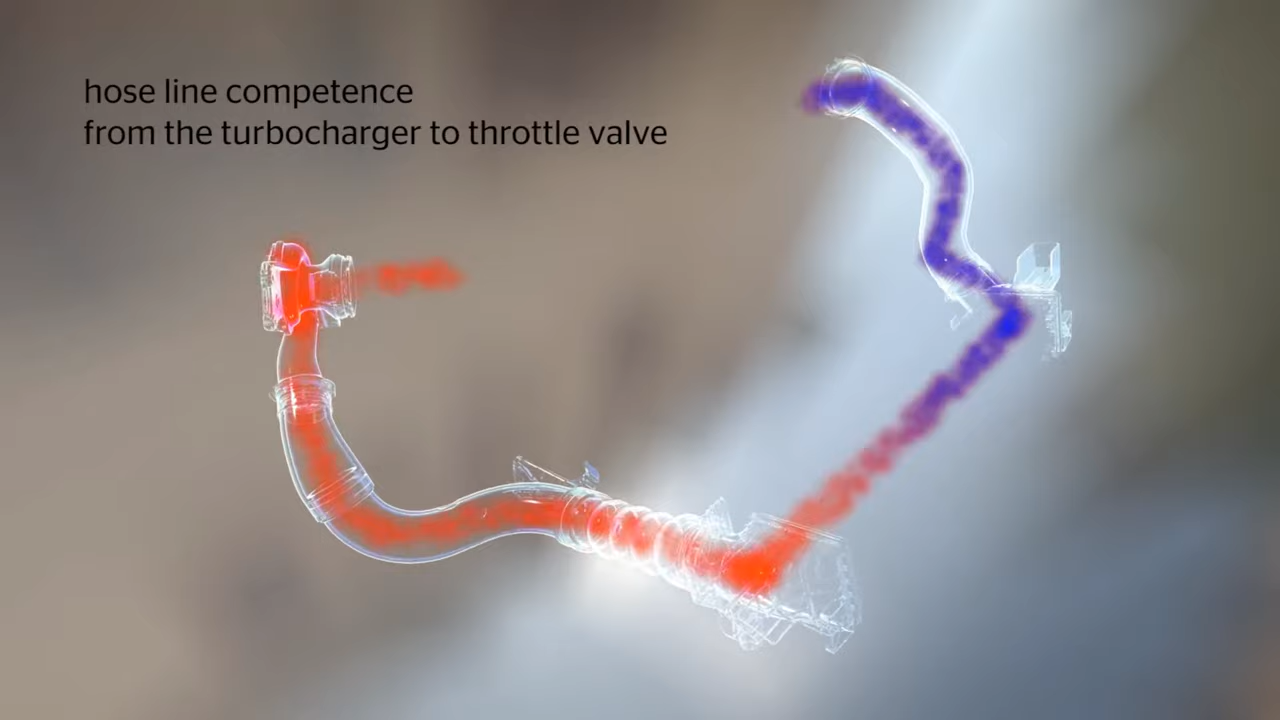 hose line competence
from the turbocharger to throttle valve